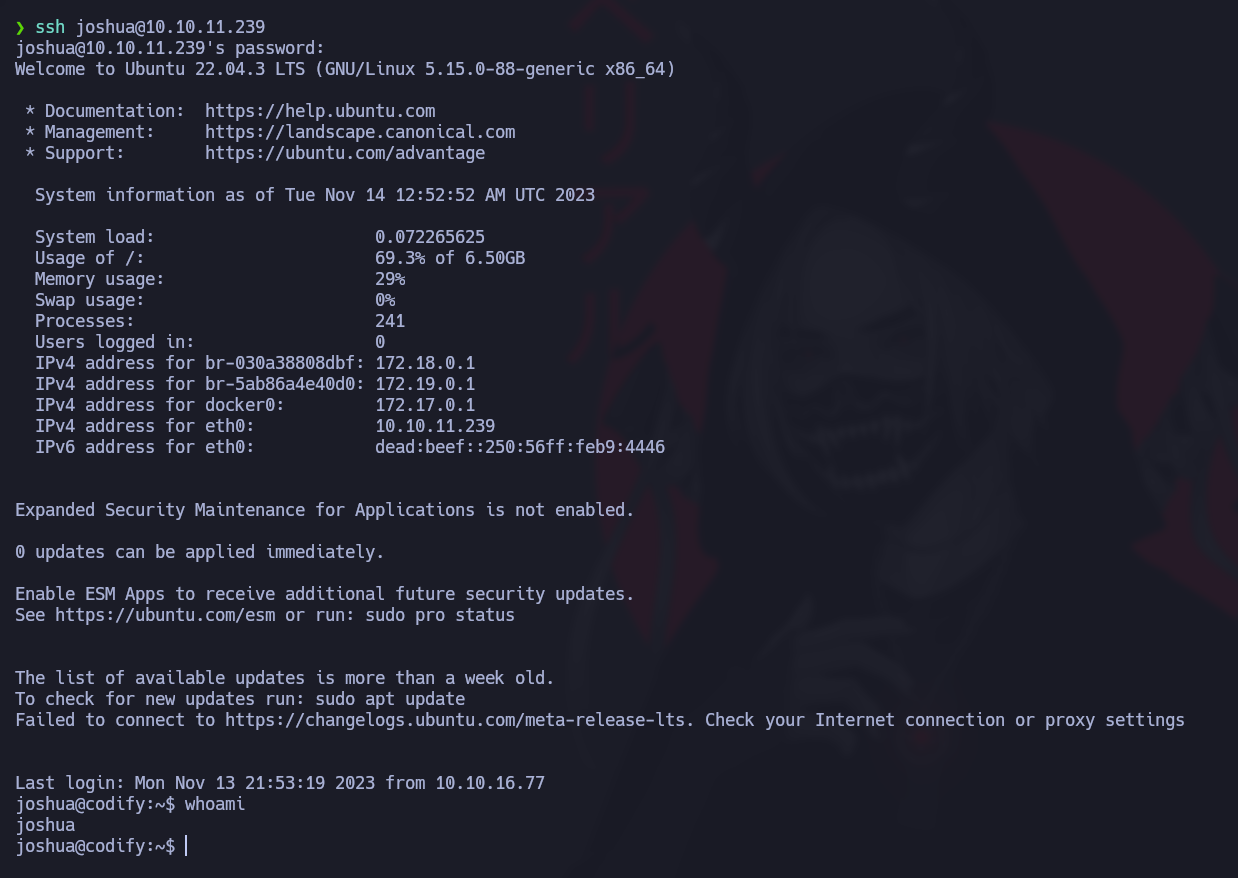 ❯ ssh joshua@10.10.11.239
joshua@10.10.11.239's password:
Welcome to Ubuntu 22.04.3 LTS (GNU/Linux 5.15.0-88-generic x86_64)
* Documentation:  https://help.ubuntu.com
* Management:     https://landscape.canonical.com
* Support:        https://ubuntu.com/advantage
System information as of Tue Nov 14 12:52:52 AM UTC 2023
System load:                      0.072265625
Usage of /:                       69.3% of 6.50GB
Memory usage:                     29%
Swap usage:                       0%
Processes:                        241
Users logged in:                  0
IPv4 address for br-030a38808dbf: 172.18.0.1
IPv4 address for br-5ab86a4e40d0: 172.19.0.1
IPv4 address for docker0:         172.17.0.1
IPv4 address for eth0:            10.10.11.239
IPv6 address for eth0:            dead:beef::250:56ff:feb9:4446
Expanded Security Maintenance for Applications is not enabled.
0 updates can be applied immediately.
Enable ESM Apps to receive additional future security updates.
See https://ubuntu.com/esm or run: sudo pro status
The list of available updates is more than a week old.
To check for new updates run: sudo apt update
Failed to connect to https://changelogs.ubuntu.com/meta-release-lts. Check your Internet connection or proxy settings
Last login: Mon Nov 13 21:53:19 2023 from 10.10.16.77
joshua@codify:~$ whoami
joshua
joshua@codify:~$